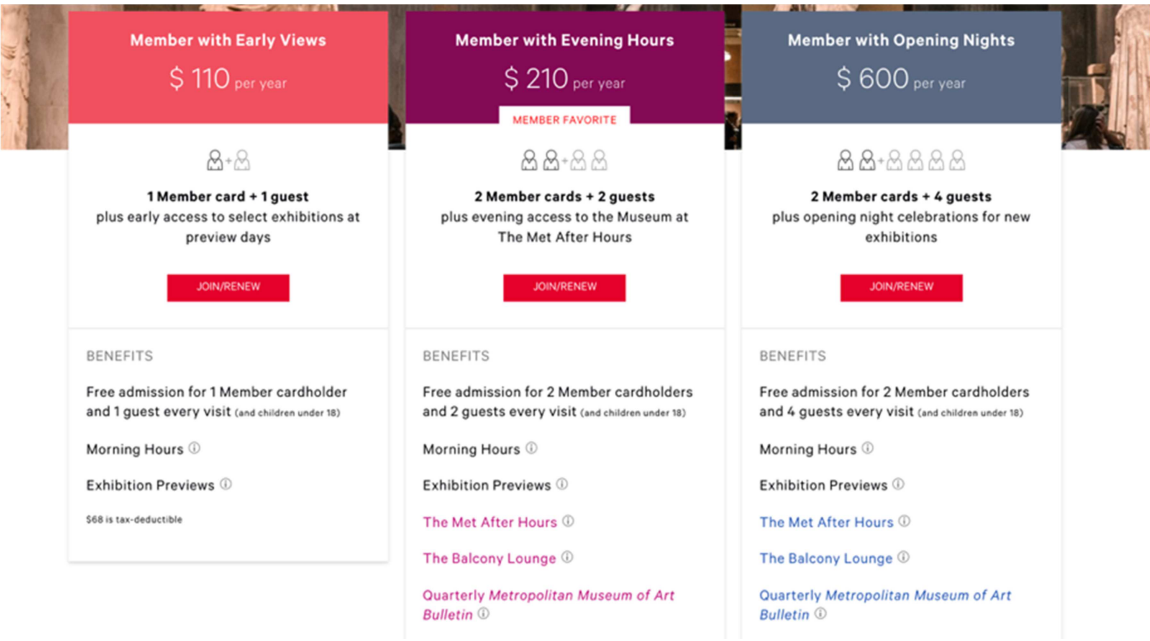 Member with Early Views
$ 110 per year
1 Member card + 1 guest
plus early access to select exhibitions at
preview days
JOIN/RENEW
BENEFITS
Free admission for 1 Member cardholder
and 1 guest every visit (and children under 18)
Morning Hours
Exhibition Previews
$68 is tax-deductible
Member with Evening Hours
$ 210 per year
MEMBER FAVORITE
2 Member cards + 2 guests
plus evening access to the Museum at
The Met After Hours
JOIN/RENEW
BENEFITS
Free admission for 2 Member cardholders
and 2 guests every visit (and children under 18)
Morning Hours
Exhibition Previews
The Met After Hours
The Balcony Lounge
Quarterly Metropolitan Museum of Art
Bulletin
Member with Opening Nights
$ 600 per year
2 Member cards + 4 guests
plus opening night celebrations for new
exhibitions
JOIN/RENEW
BENEFITS
Free admission for 2 Member cardholders
and 4 guests every visit (and children under 18)
Morning Hours
Exhibition Previews
The Met After Hours
The Balcony Lounge
Quarterly Metropolitan Museum of Art
Bulletin